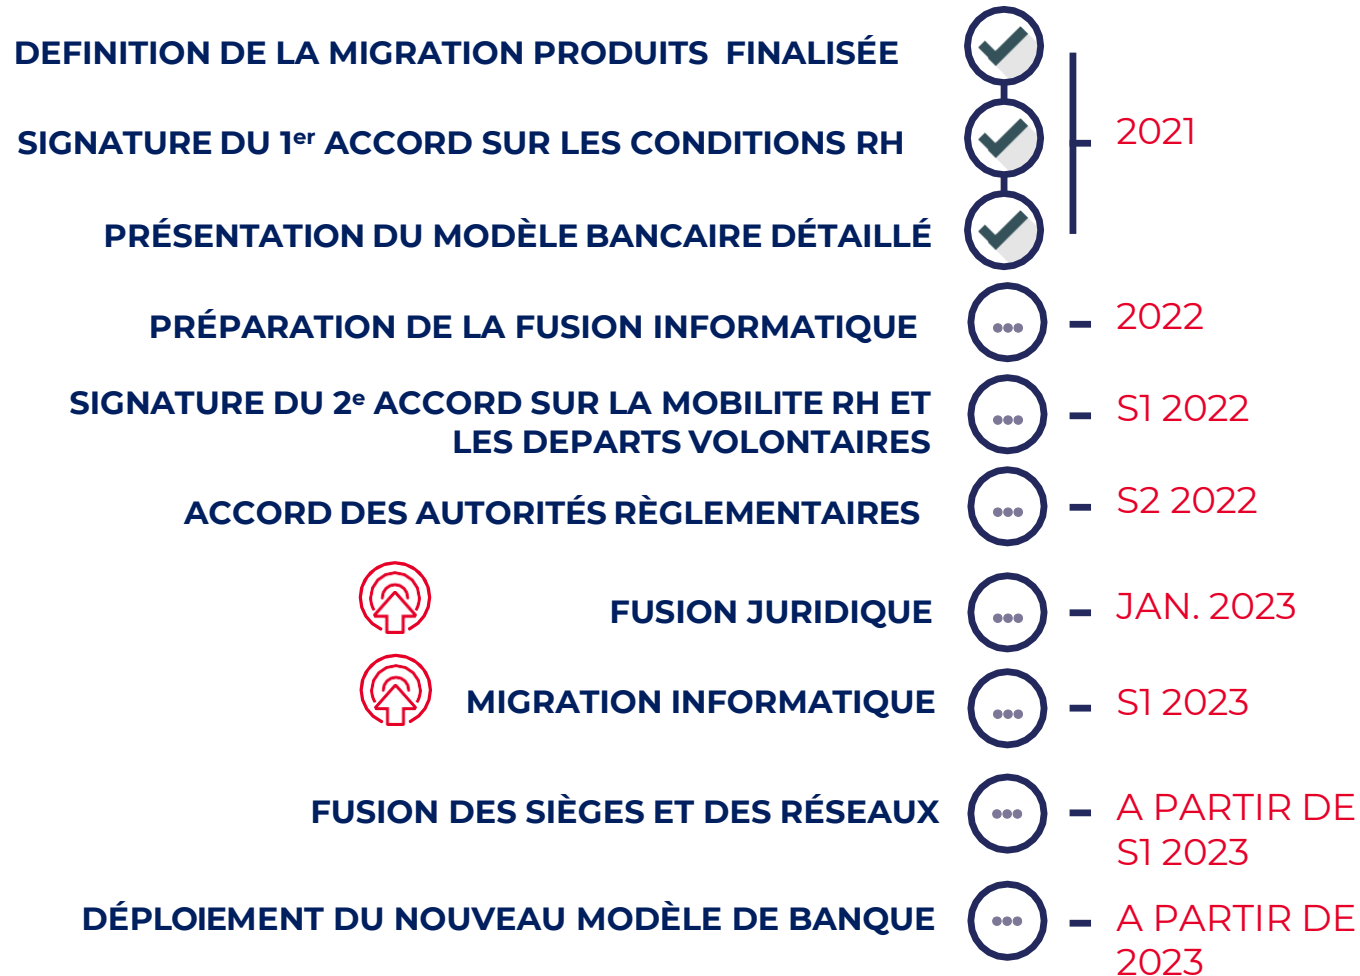 DEFINITION DE LA MIGRATION PRODUITS FINALISÉE
SIGNATURE DU 1er ACCORD SUR LES CONDITIONS RH
2021
PRÉSENTATION DU MODÈLE BANCAIRE DÉTAILLÉ
PRÉPARATION DE LA FUSION INFORMATIQUE
2022
SIGNATURE DU 2e ACCORD SUR LA MOBILITE RH ET
LES DEPARTS VOLONTAIRES
S1 2022
ACCORD DES AUTORITÉS RÈGLEMENTAIRES
S2 2022
FUSION JURIDIQUE
JAN. 2023
MIGRATION INFORMATIQUE
S1 2023
FUSION DES SIÈGES ET DES RÉSEAUX
A PARTIR DE
S1 2023
DÉPLOIEMENT DU NOUVEAU MODÈLE DE BANQUE
A PARTIR DE
2023